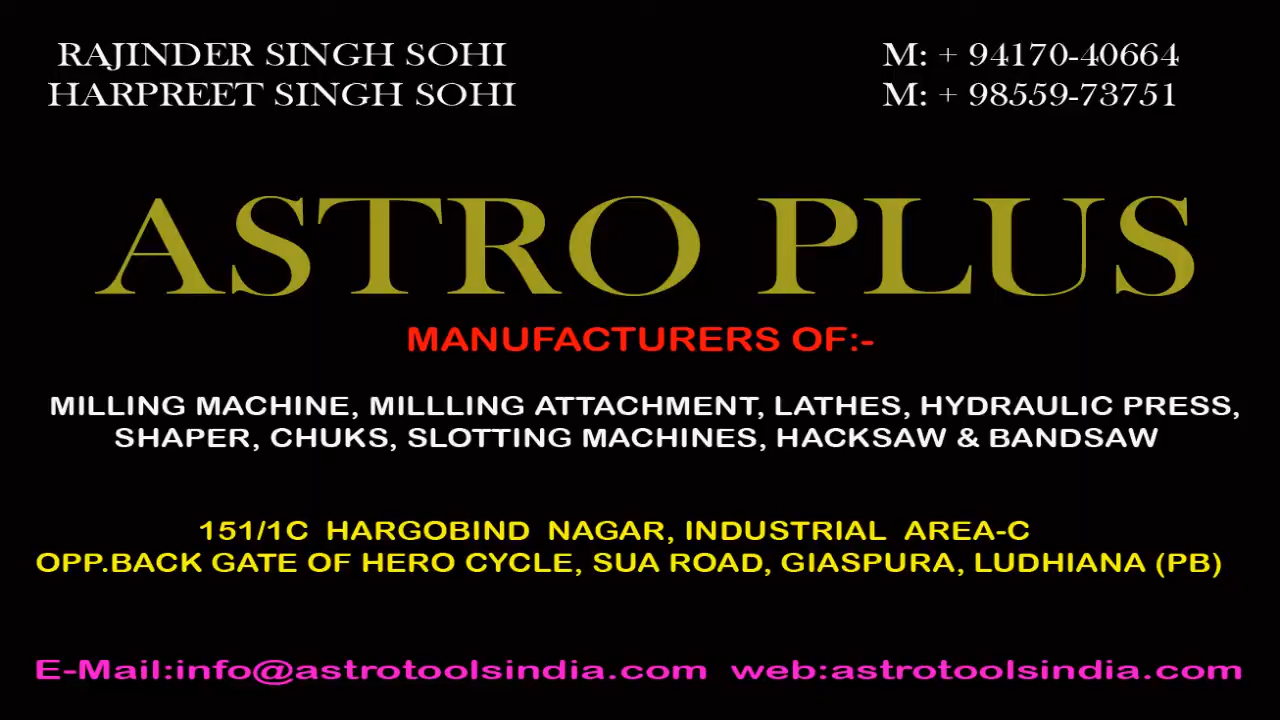 RAJINDER SINGH SOHI M: + 94170-40664
HARPREET SINGH SOHI M: + 98559-73751
ASTRO PLUS
MANUFACTURERS OF:-
MILLING MACHINE, MILLLING ATTACHMENT, LATHES, HYDRAULIC PRESS,
SHAPER, CHUKS, SLOTTING MACHINES, HACKSAW & BANDSAW
151/1C HARGOBIND NAGAR, INDUSTRIAL AREA-C
OPP.BACK GATE OF HERO CYCLE, SUA ROAD, GIASPURA, LUDHIANA (PB)
E-Mail:info@astrotoolsindia.com web:astrotoolsindia.com